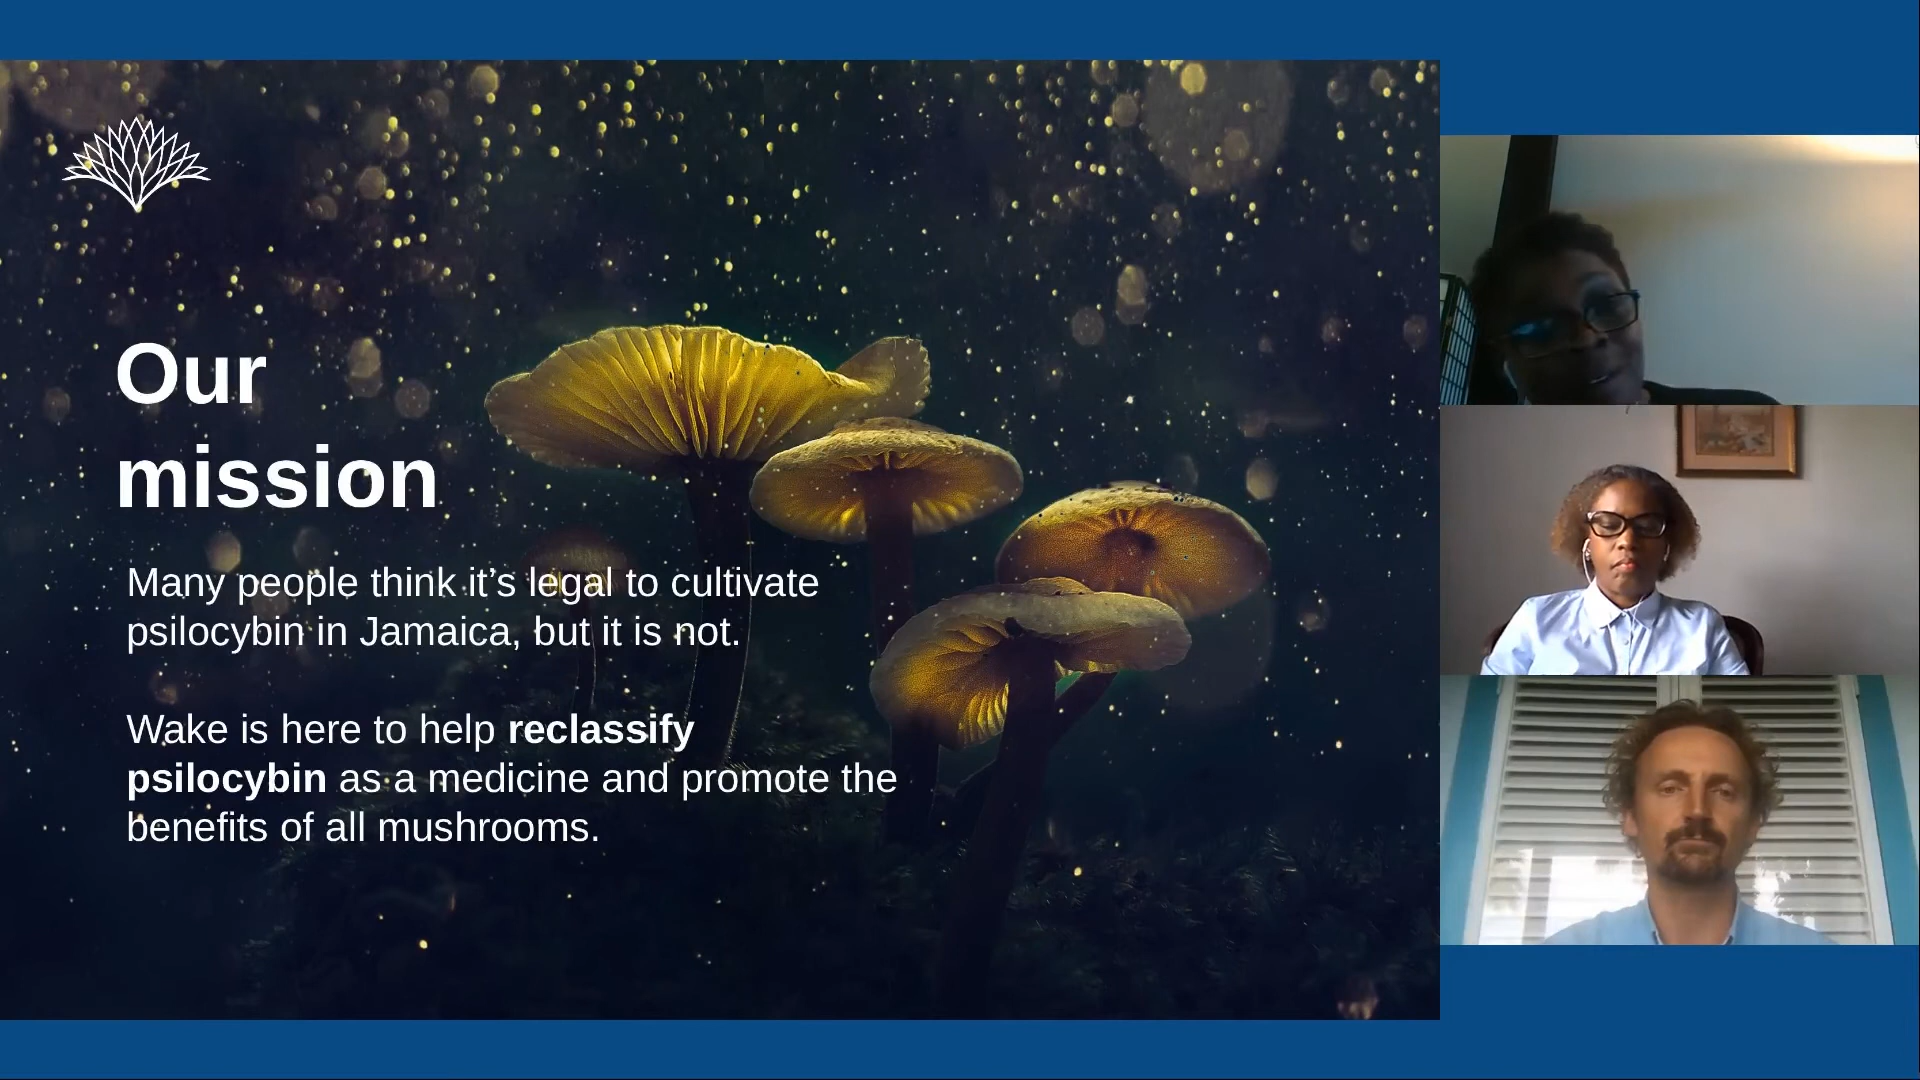 Our
mission
Many people think it’s legal to cultivate
psilocybin in Jamaica, but it is not.
Wake is here to help reclassify
psilocybin as a medicine and promote the
benefits of all mushrooms.